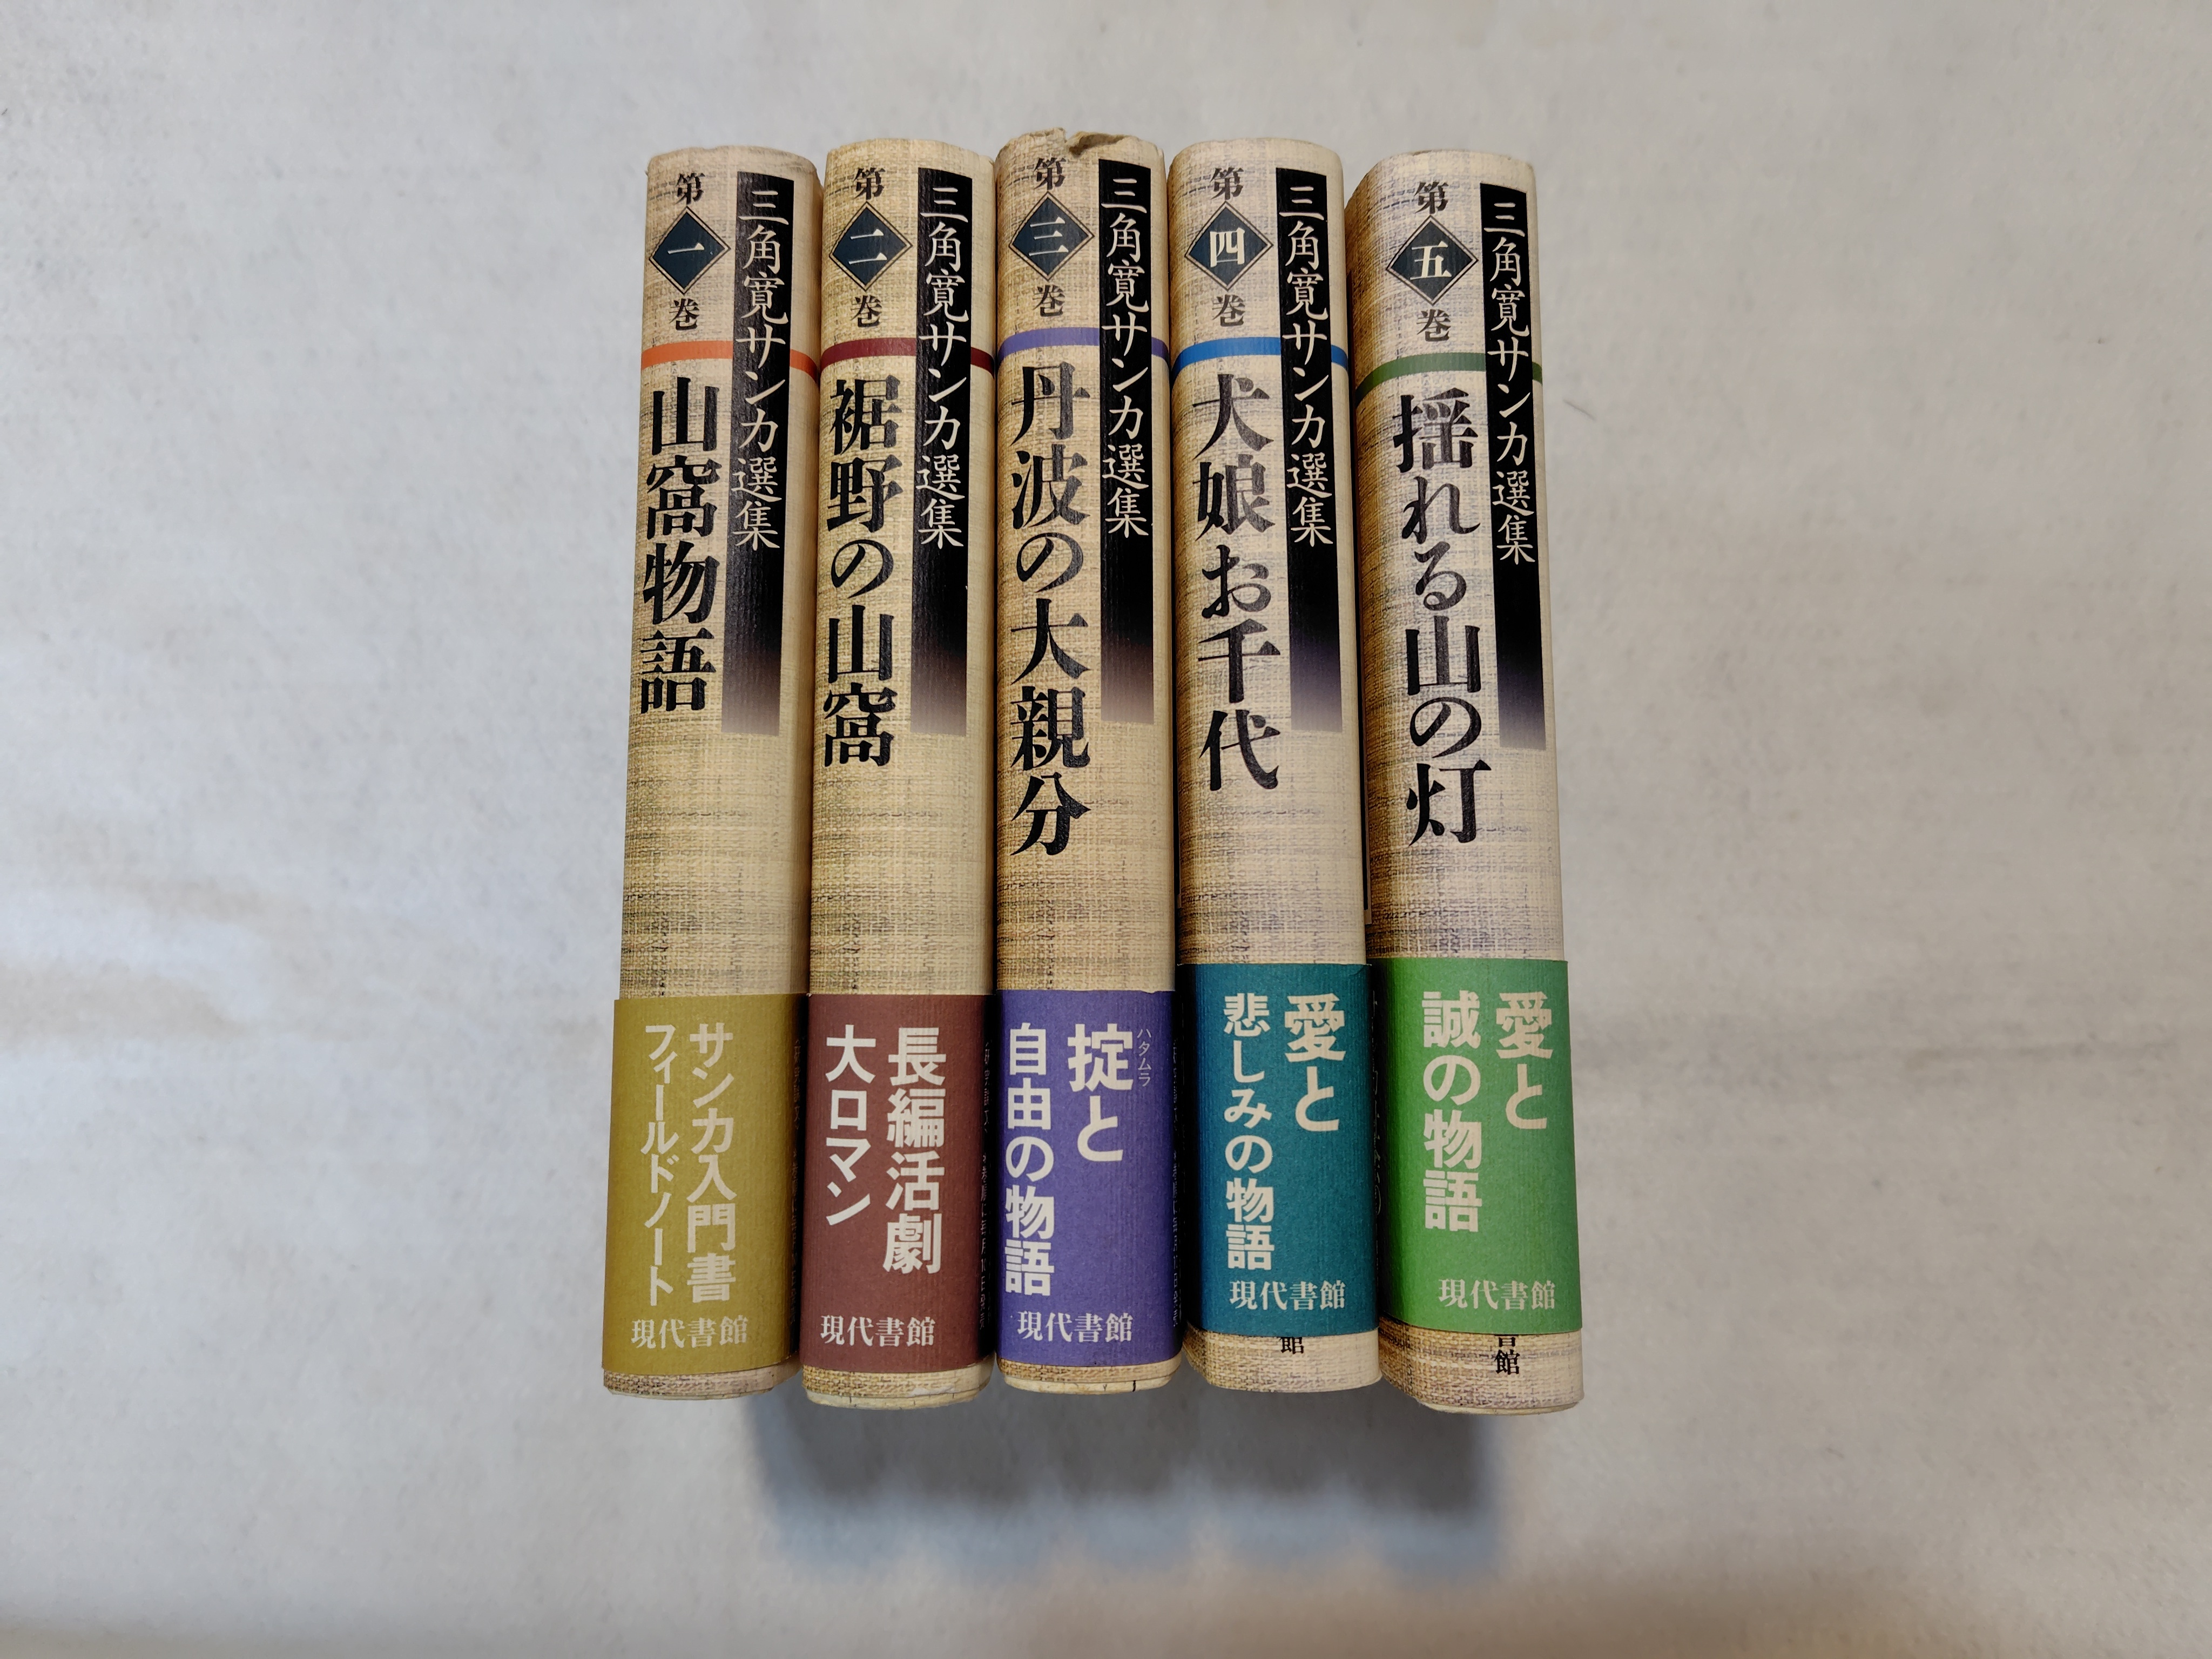 三角寛サンカ選集
第一巻
山窩物語
サンカ入門書
フィールドノート
現代書館
三角寛サンカ選集
第二巻
裾野の山窩
長編活劇
大ロマン
現代書館
三角寛サンカ選集
第三巻
丹波の大親分
ハタムラ
掟と
自由の物語
現代書館
三角寛サンカ選集
第四巻
犬娘お千代
愛と
悲しみの物語
現代書館
館
三角寛サンカ選集
第五巻
揺れる山の灯
愛と
誠の物語
現代書館
館